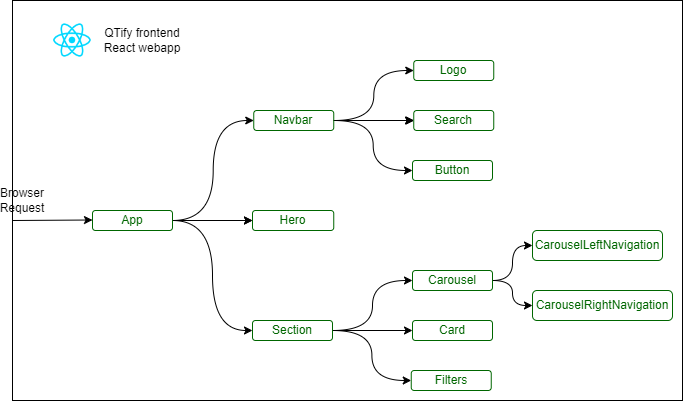 QTify frontend
React webapp
Logo
Navbar
Search
Button
Browser
Request
App
Hero
CarouselLeftNavigation
Carousel
CarouselRightNavigation
Section
Card
Filters